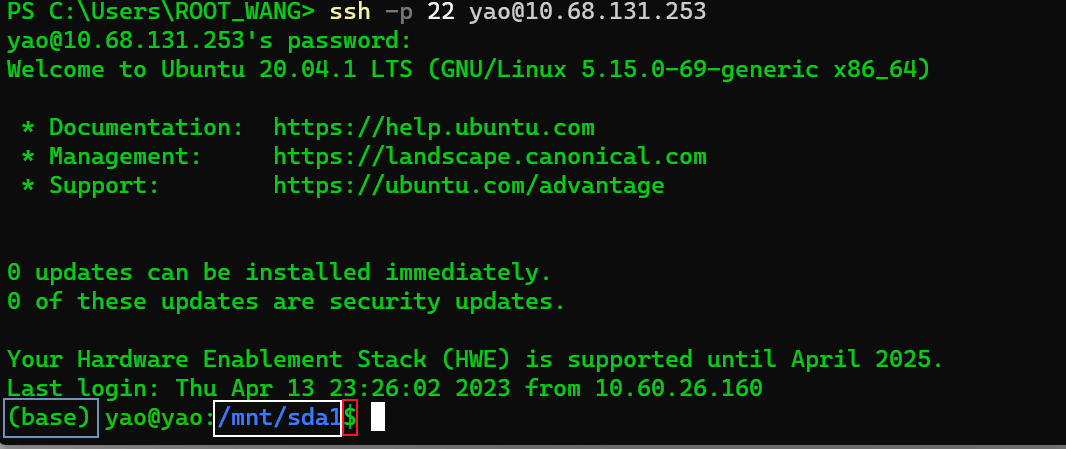 PS C:\Users\ROOT_WANG> ssh -p 22 yao@10.68.131.253
yao@10.68.131.253's password:
Welcome to Ubuntu 20.04.1 LTS (GNU/Linux 5.15.0-69-generic x86_64)
* Documentation: https://help.ubuntu.com
* Management: https://landscape.canonical.com
* Support: https://ubuntu.com/advantage
0 updates can be installed immediately.
0 of these updates are security updates.
Your Hardware Enablement Stack (HWE) is supported until April 2025.
Last login: Thu Apr 13 23:26:02 2023 from 10.60.26.160
(base) yao@yao:/mnt/sda1$